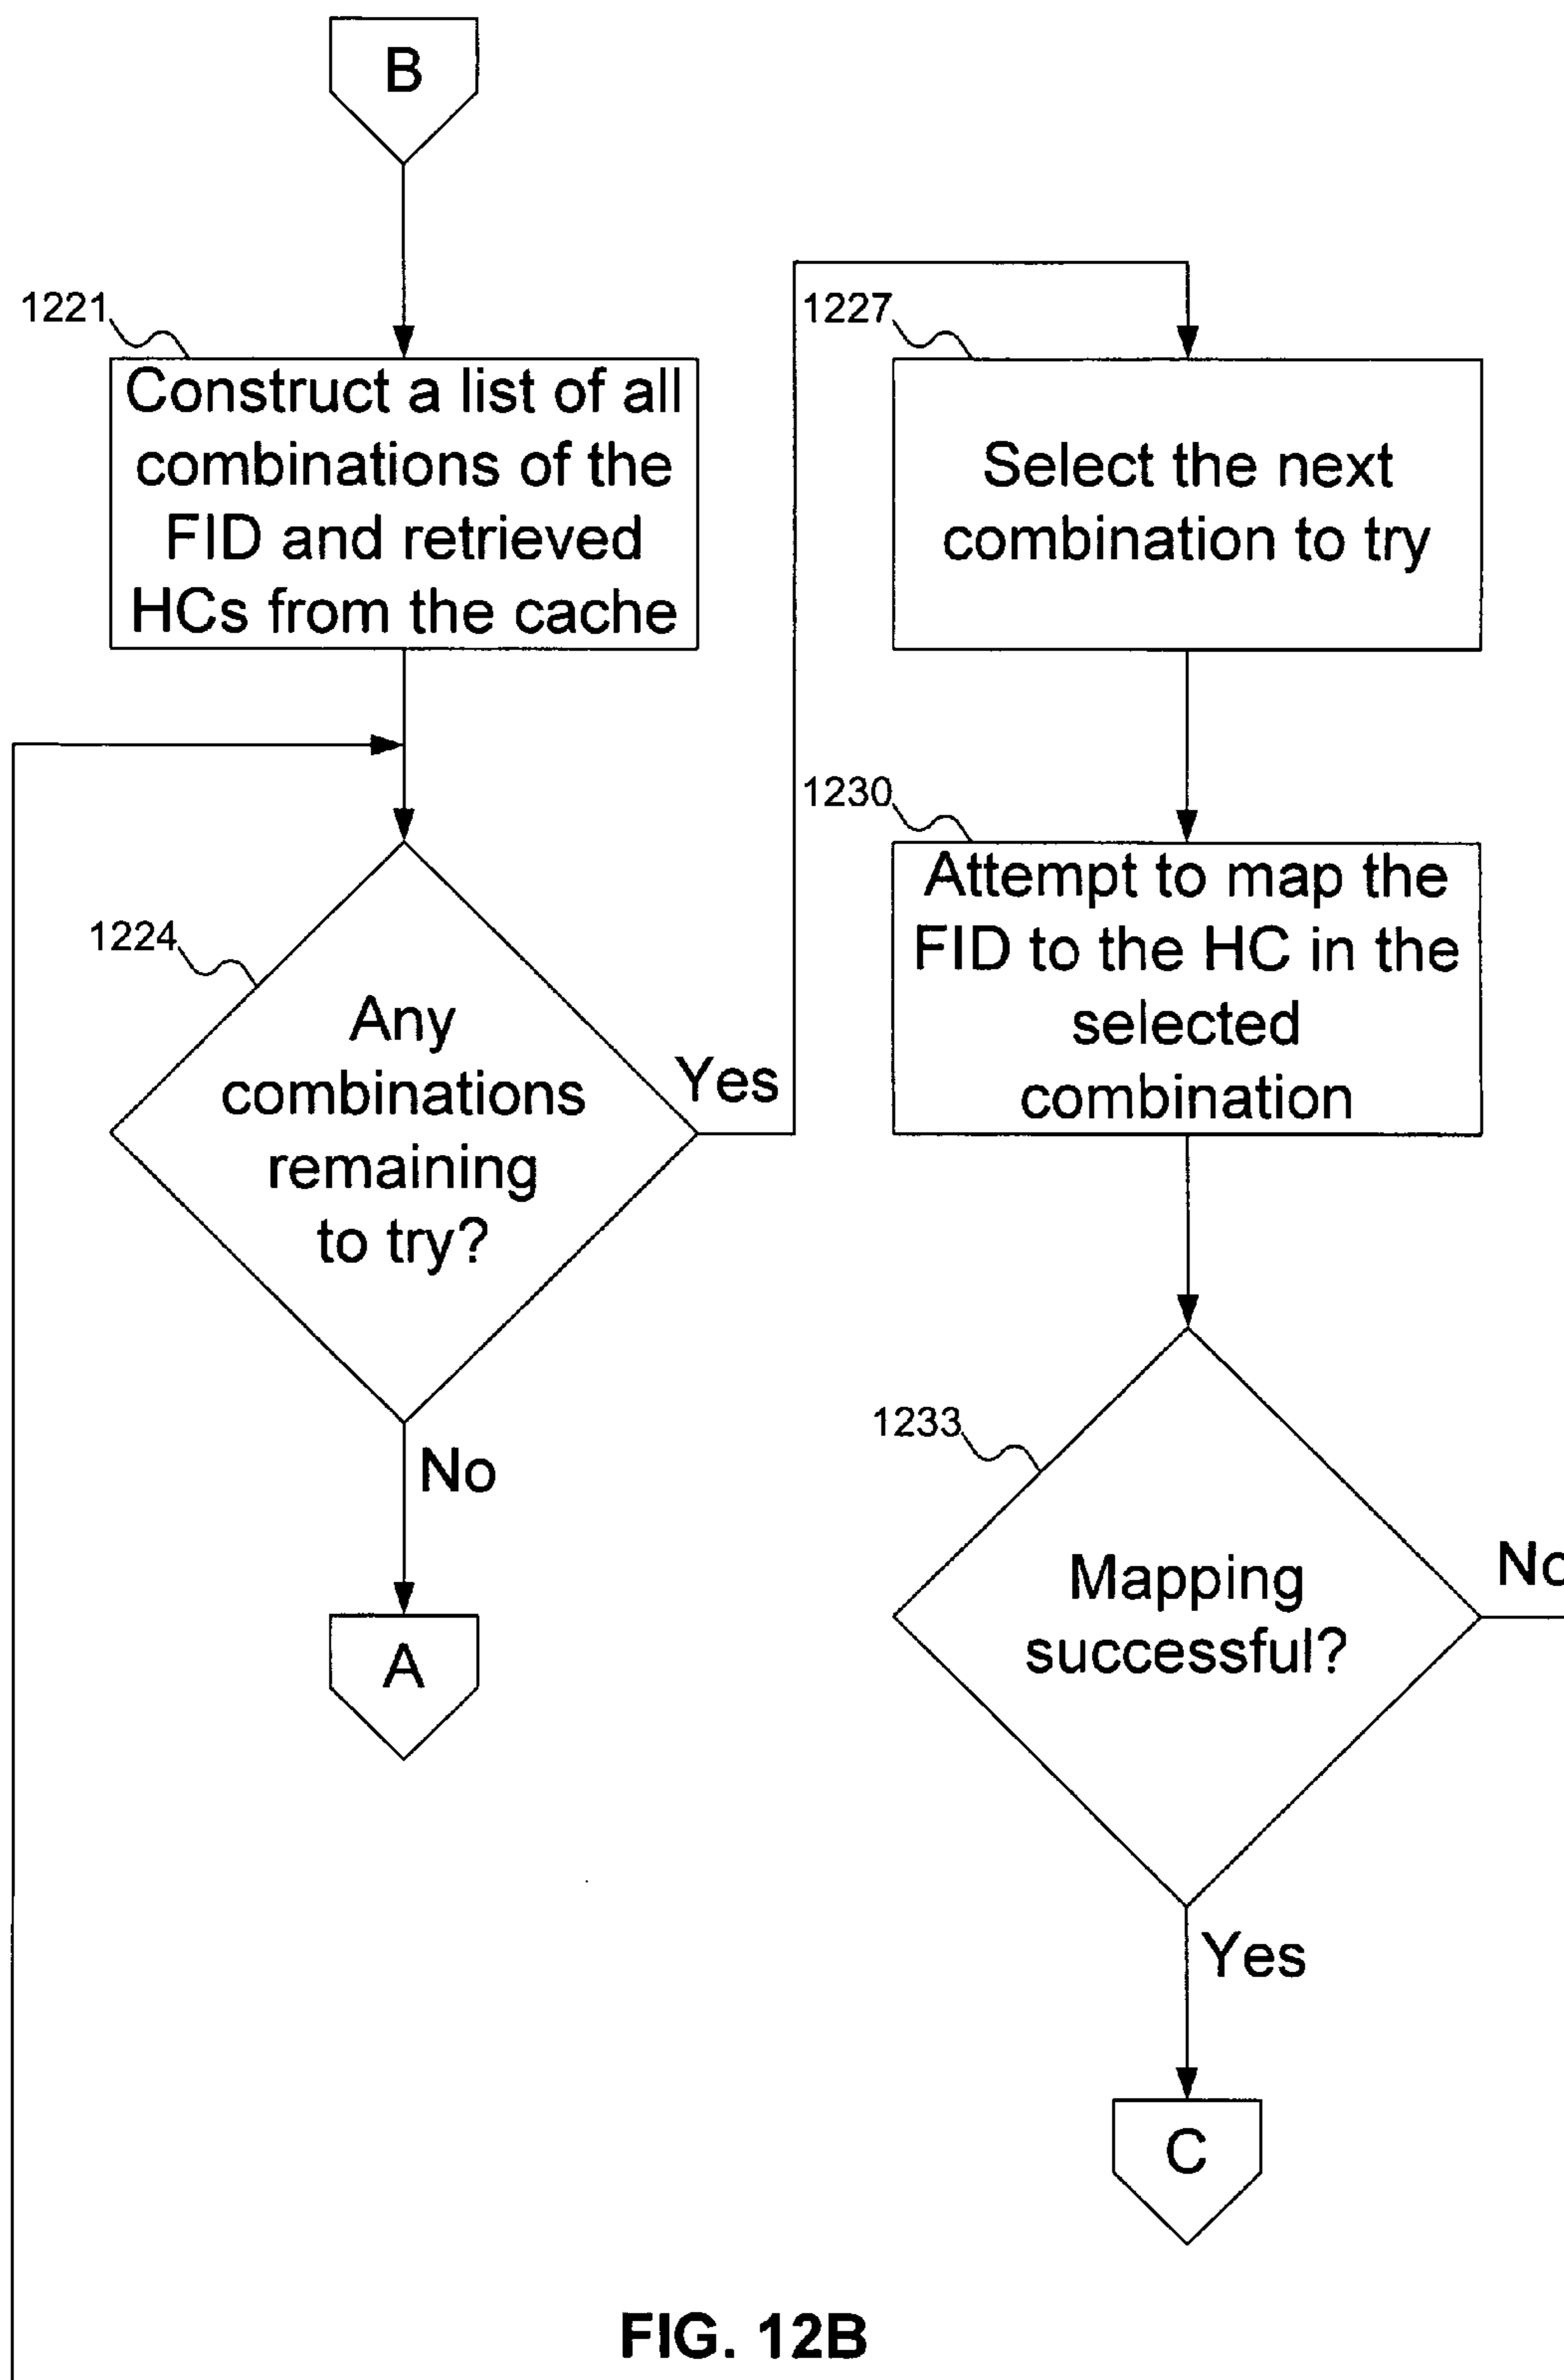 B
1221
Construct a list of all
combinations of the
FID and retrieved
HCs from the cache
1224
Any
combinations
remaining
to try?
Yes
No
A
1227
Select the next
combination to try
1230
Attempt to map the
FID to the HC in the
selected
combination
1233
Mapping
successful?
No
Yes
C
FIG. 12B